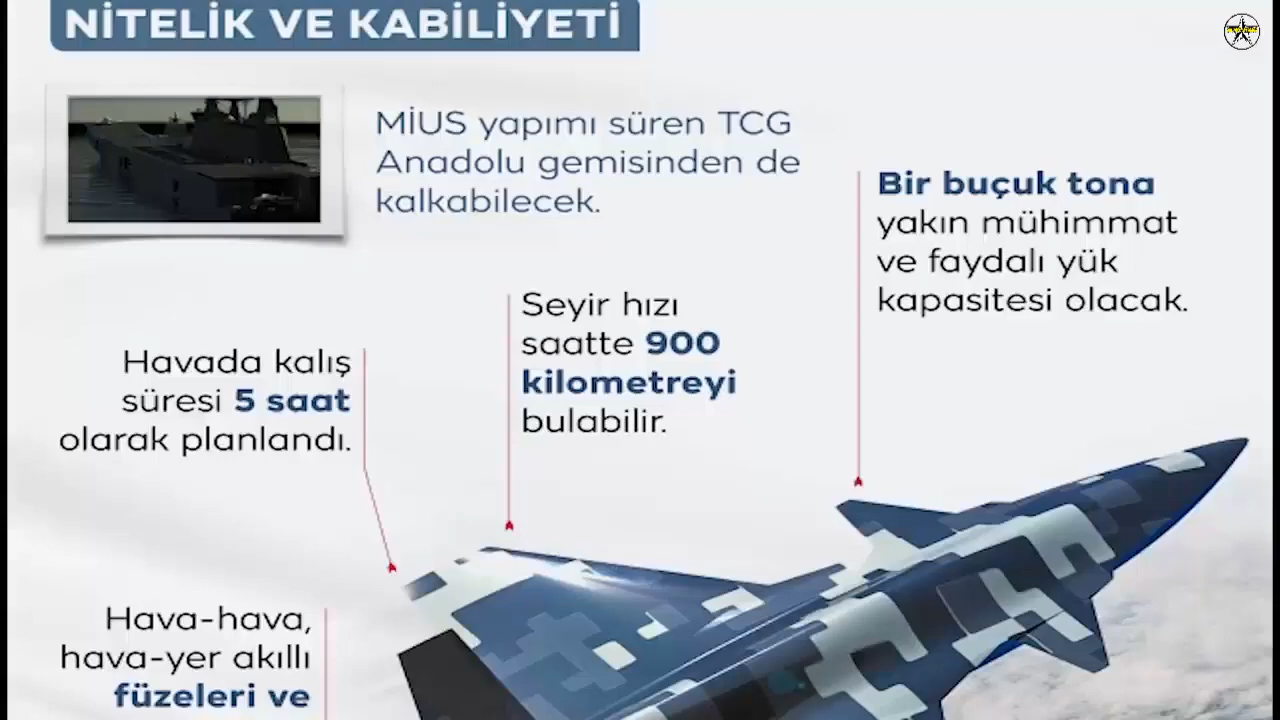 NİTELİK VE KABİLİYETİ
MİUS yapımı süren TCG
Anadolu gemisinden de
kalkabilecek.
Bir buçuk tona
yakın mühimmat
ve faydalı yük
kapasitesi olacak.
Seyir hızı
saatte 900
kilometreyi
bulabilir.
Havada kalış
süresi 5 saat
olarak planlandı.
Hava-hava,
hava-yer akıllı
füzeleri ve